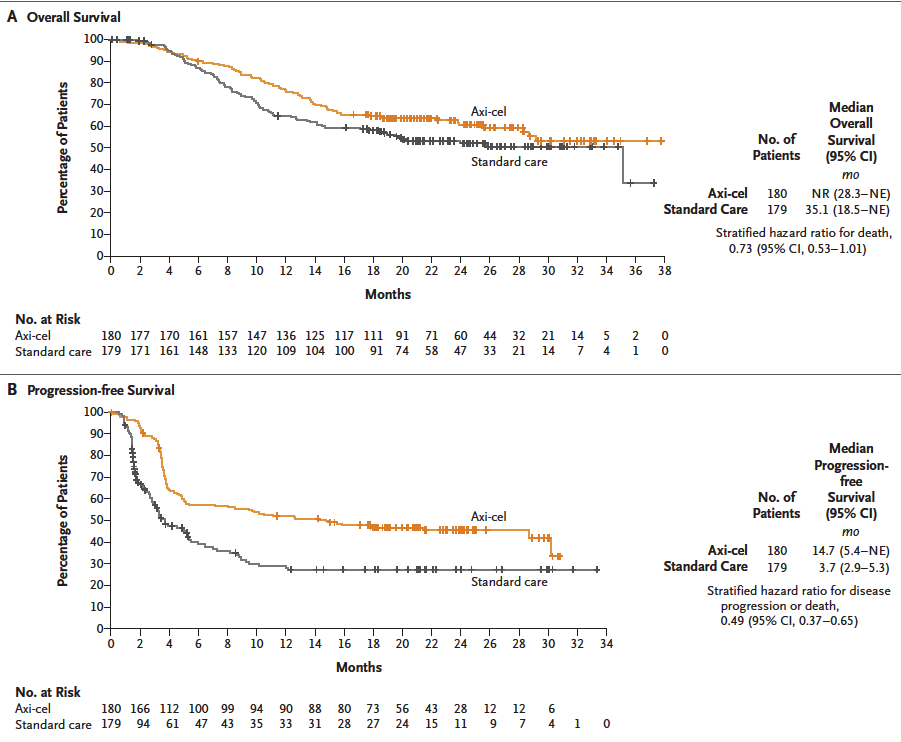 A Overall Survival
Percentage of Patients
100
90
80
70
60
50
40
30
20
10
0
Axi-cel
Standard care
0 2 4 6 8 10 12 14 16 18 20 22 24 26 28 30 32 34 36 38
Months
No. of Patients
Median Overall Survival (95% CI)
mo
Axi-cel 180 NR (28.3–NE)
Standard Care 179 35.1 (18.5–NE)
Stratified hazard ratio for death,
0.73 (95% CI, 0.53–1.01)
No. at Risk
Axi-cel 180 177 170 161 157 147 136 125 117 111 91 71 60 44 32 21 14 5 2 0
Standard care 179 171 161 148 133 120 109 104 100 91 74 58 47 33 21 14 7 4 1 0
B Progression-free Survival
Percentage of Patients
100
90
80
70
60
50
40
30
20
10
0
Axi-cel
Standard care
0 2 4 6 8 10 12 14 16 18 20 22 24 26 28 30 32 34
Months
No. of Patients
Median Progression-free Survival (95% CI)
mo
Axi-cel 180 14.7 (5.4–NE)
Standard Care 179 3.7 (2.9–5.3)
Stratified hazard ratio for disease
progression or death,
0.49 (95% CI, 0.37–0.65)
No. at Risk
Axi-cel 180 166 112 100 99 94 90 88 80 73 56 43 28 12 12 6
Standard care 179 94 61 47 43 35 33 31 28 27 24 15 11 9 7 4 1 0